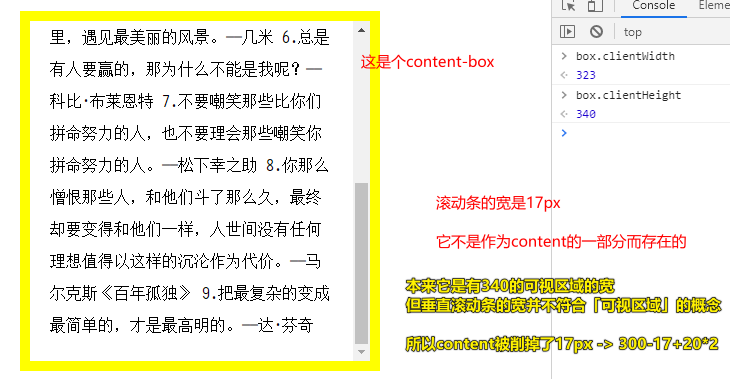 里，遇见最美丽的风景。—几米 6.总是
有人要赢的，那为什么不能是我呢？—
科比·布莱恩特 7.不要嘲笑那些比你们
拼命努力的人，也不要理会那些嘲笑你
拼命努力的人。—松下幸之助 8.你那么
憎恨那些人，和他们斗了那么久，最终
却要变得和他们一样，人世间没有任何
理想值得以这样的沉沦作为代价。—马
尔克斯《百年孤独》 9.把最复杂的变成
最简单的，才是最高明的。—达·芬奇
这是个content-box
Console
Eleme
top
box.clientWidth
323
box.clientHeight
340
滚动条的宽是17px
它不是作为content的一部分而存在的
本来它是有340的可视区域的宽
但垂直滚动条的宽并不符合「可视区域」的概念
所以content被削掉了17px -> 300-17+20*2